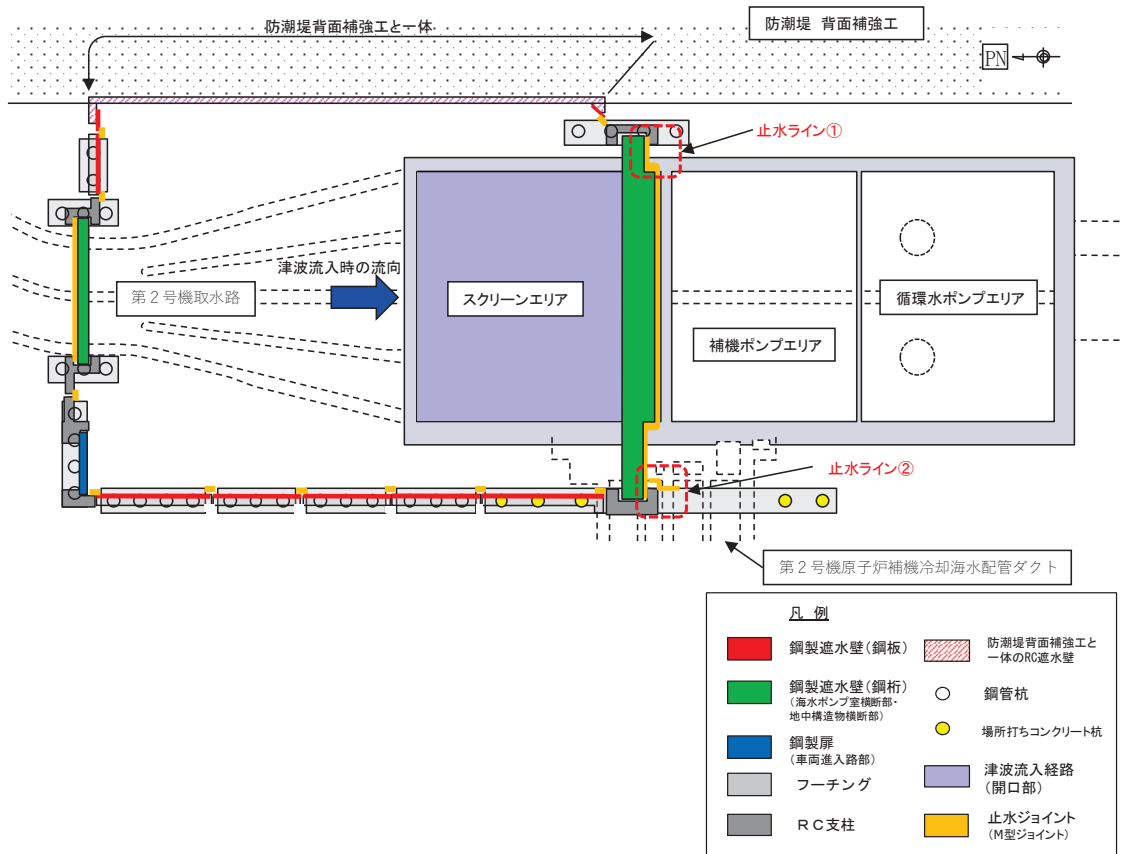 防潮堤背面補強工と一体
防潮堤 背面補強工
PN
止水ライン①
津波流入時の流向
第2号機取水路
スクリーンエリア
循環水ポンプエリア
補機ポンプエリア
止水ライン②
第2号機原子炉補機冷却海水配管ダクト
凡 例
鋼製遮水壁(鋼板)
鋼製遮水壁(鋼桁)
(海水ポンプ室横断部・
地中構造物横断部)
鋼製扉
(車両進入路部)
フーチング
RC支柱
防潮堤背面補強工と
一体のRC遮水壁
鋼管杭
場所打ちコンクリート杭
津波流入経路
(開口部)
止水ジョイント
(M型ジョイント)